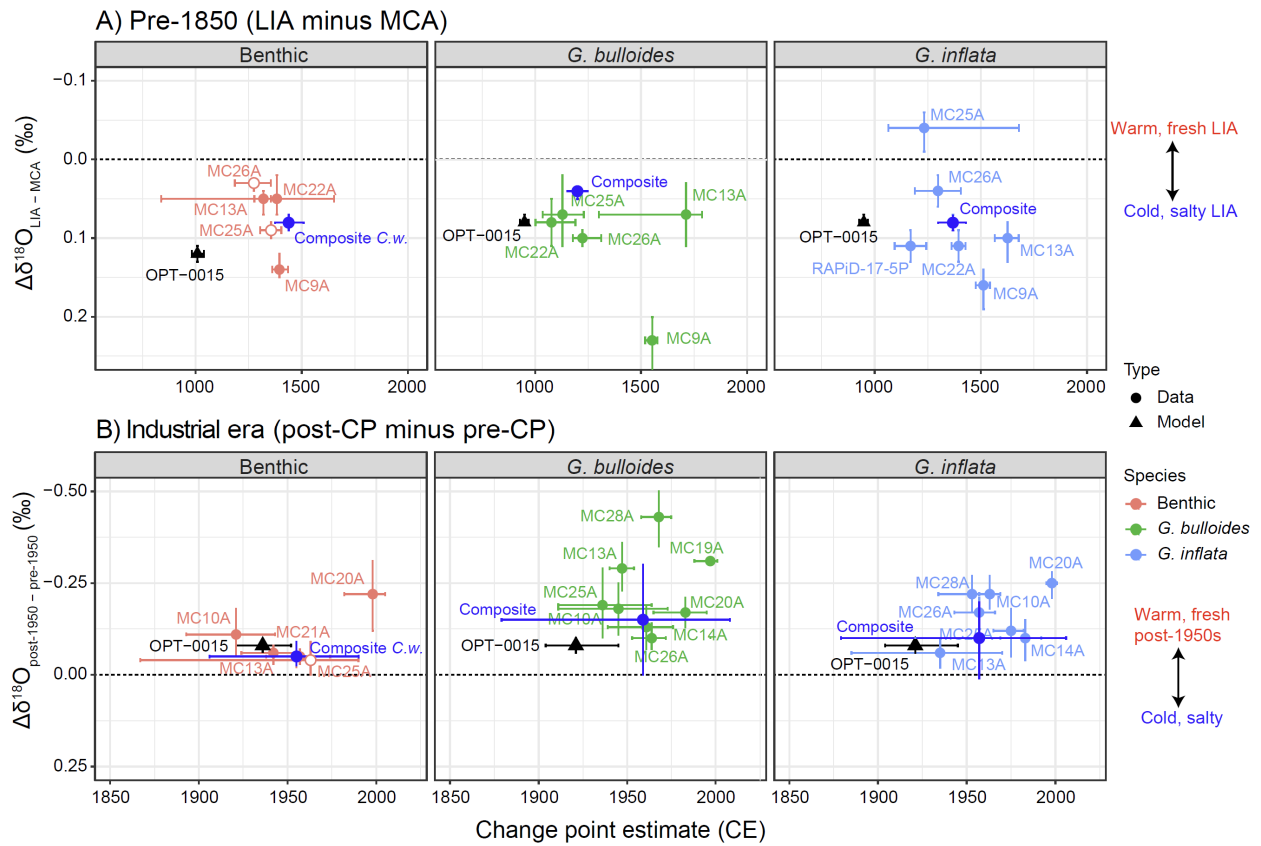 A) Pre-1850 (LIA minus MCA)
Benthic
G. bulloides
G. inflata
Δδ¹⁸O LIA − MCA (‰)
−0.1
0.0
0.1
0.2
MC26A
MC22A
MC13A
MC25A
Composite C.w.
OPT−0015
MC9A
Composite
MC25A
MC13A
OPT−0015
MC22A
MC26A
MC9A
MC25A
MC26A
Composite
OPT−0015
MC13A
RAPiD−17−5P
MC22A
MC9A
1000
1500
2000
1000
1500
2000
1000
1500
2000
Warm, fresh LIA
Cold, salty LIA
Type
Data
Model
Species
Benthic
G. bulloides
G. inflata
B) Industrial era (post-CP minus pre-CP)
Benthic
G. bulloides
G. inflata
Δδ¹⁸O post−1950 − pre−1950 (‰)
−0.50
−0.25
0.00
0.25
MC20A
MC10A
MC21A
OPT−0015
Composite C.w.
MC13A
MC25A
MC28A
MC13A
MC19A
MC25A
MC20A
Composite
MC10A
MC14A
OPT−0015
MC26A
MC20A
MC28A
MC10A
MC26A
Composite
MC14A
OPT−0015
MC13A
1850
1900
1950
2000
1850
1900
1950
2000
1850
1900
1950
2000
Warm, fresh
post-1950s
Cold, salty
Change point estimate (CE)